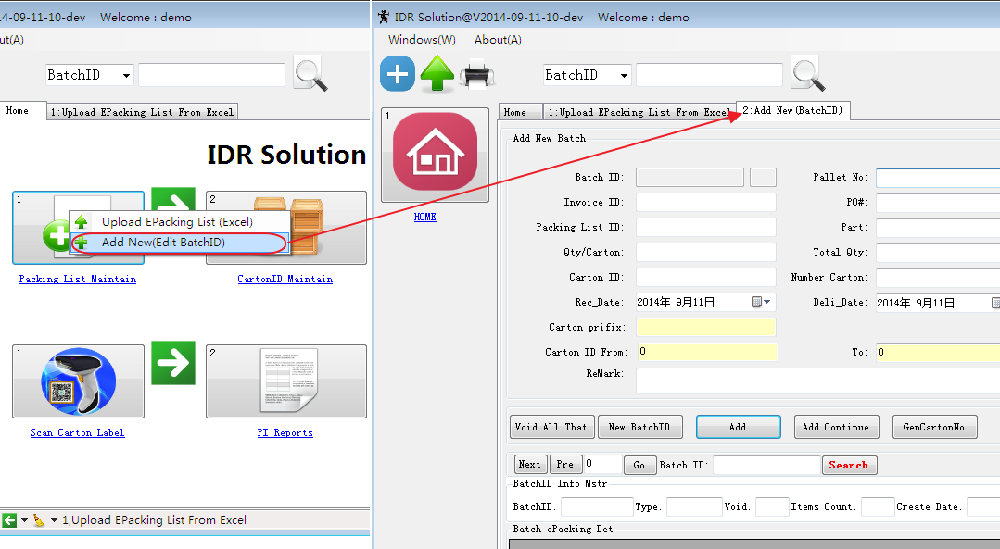 4-09-11-10-dev Welcome : demo
ut(A)
BatchID
Home 1:Upload EPacking List From Excel
IDR Solution
1 2
Upload EPacking List (Excel)
Add New(Edit BatchID)
Packing List Maintain CartonID Maintain
1 2
Scan Carton Label PI Reports
1,Upload EPacking List From Excel
IDR Solution@V2014-09-11-10-dev Welcome : demo
Windows(W) About(A)
BatchID
1
HOME
Home 1:Upload EPacking List From Excel 2:Add New(BatchID)
Add New Batch
Batch ID: Pallet No:
Invoice ID: PO#:
Packing List ID: Part:
Qty/Carton: Total Qty:
Carton ID: Number Carton:
Rec_Date: 2014年 9月11日 Deli_Date: 2014年 9月11日
Carton prifix:
Carton ID From: 0 To: 0
ReMark:
Void All That New BatchID Add Add Continue GenCartonNo
Next Pre 0 Go Batch ID: Search
BatchID Info Mstr
BatchID: Type: Void: Items Count: Create Date:
Batch ePacking Det